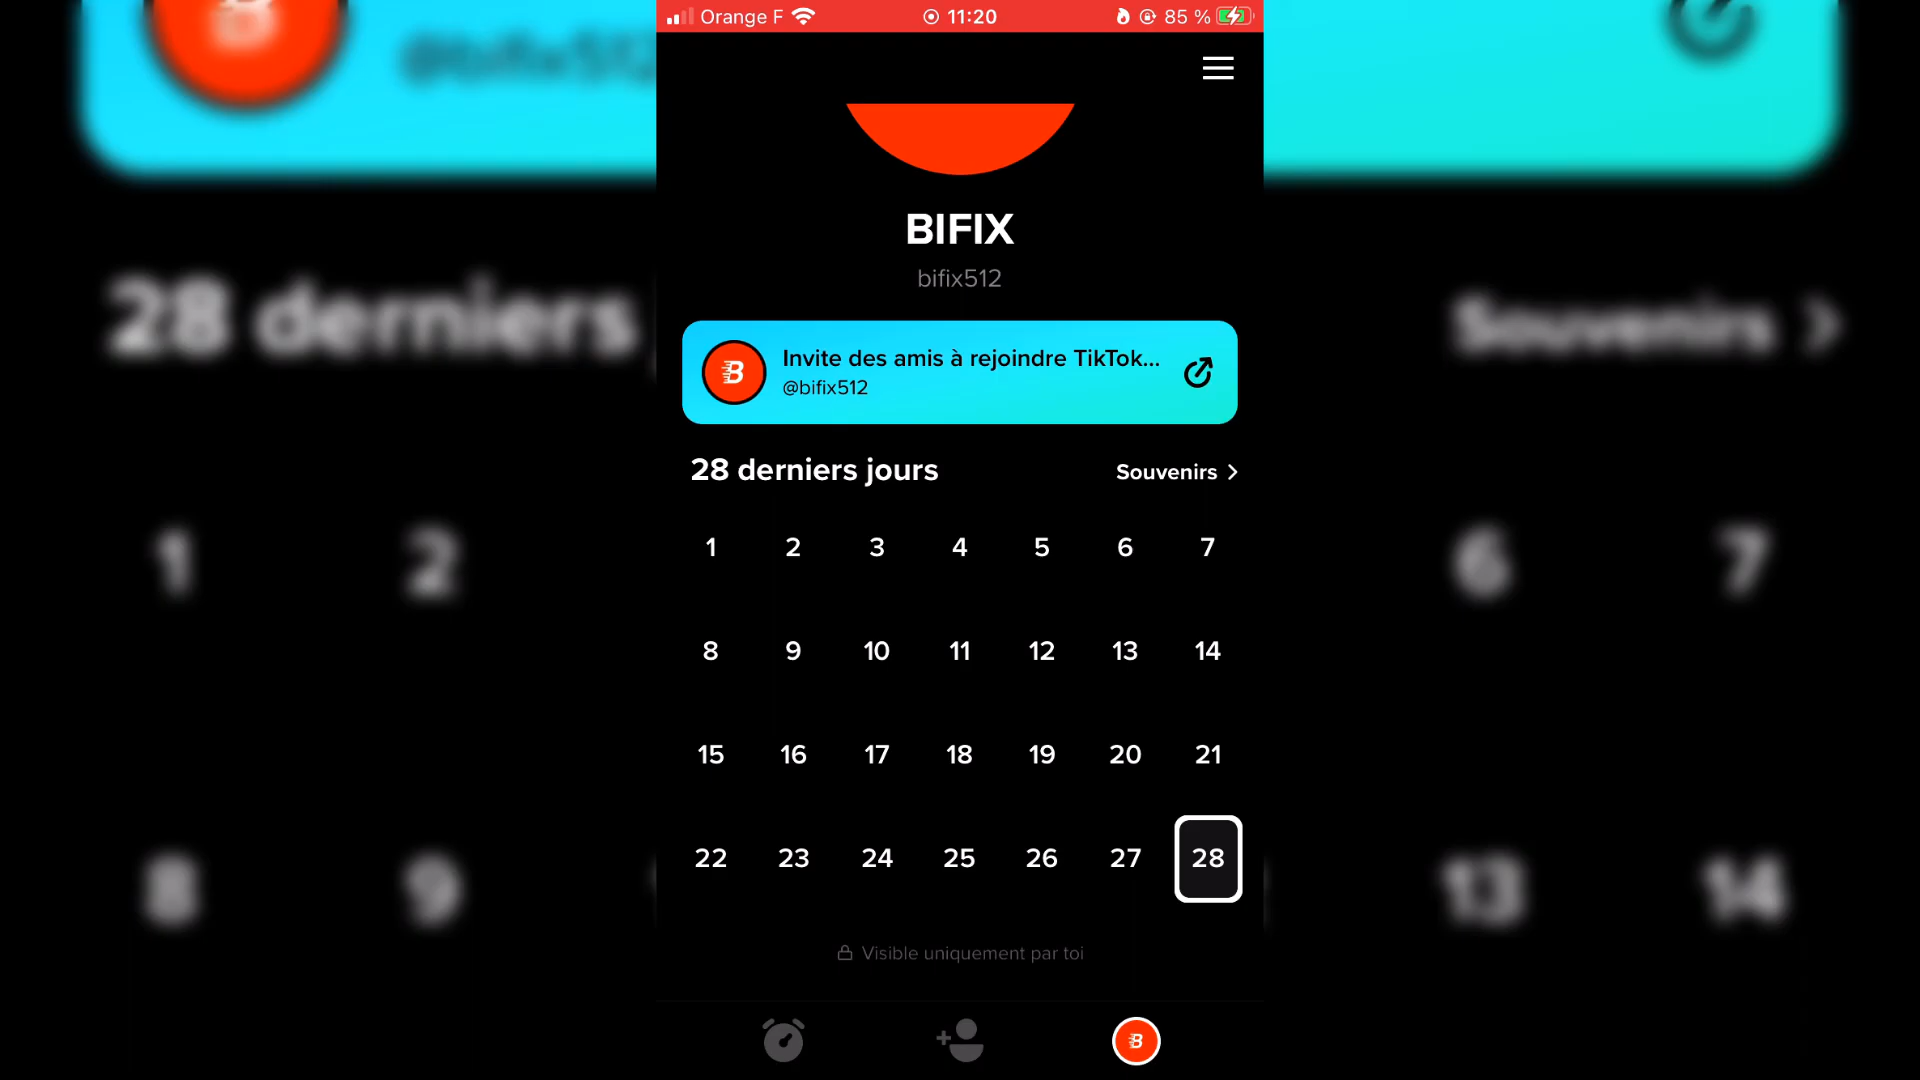 Orange F 11:20 85 %
BIFIX
bifix512
Invite des amis à rejoindre TikTok...
@bifix512
28 derniers jours Souvenirs
1 2 3 4 5 6 7
8 9 10 11 12 13 14
15 16 17 18 19 20 21
22 23 24 25 26 27 28
Visible uniquement par toi
B
@bifix512
28 derniers
Souvenirs
1 2
6 7
8 9
13 14